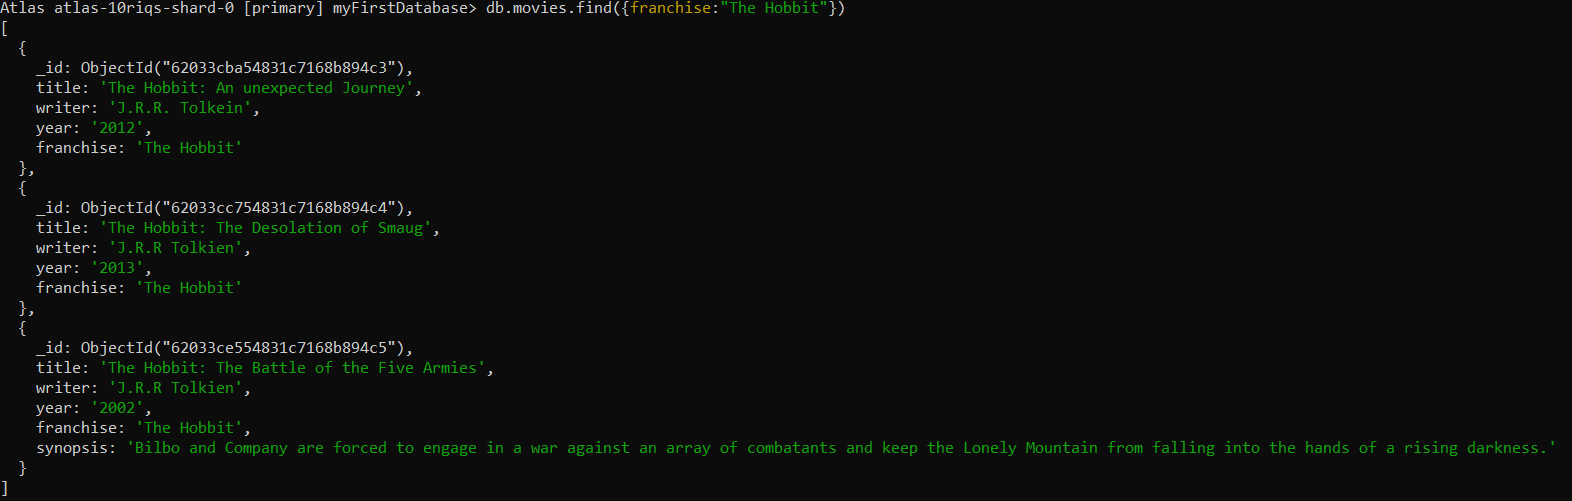 Atlas atlas-10riqs-shard-0 [primary] myFirstDatabase> db.movies.find({franchise:"The Hobbit"})
[
  {
    _id: ObjectId("62033cba54831c7168b894c3"),
    title: 'The Hobbit: An unexpected Journey',
    writer: 'J.R.R. Tolkein',
    year: '2012',
    franchise: 'The Hobbit'
  },
  {
    _id: ObjectId("62033cc754831c7168b894c4"),
    title: 'The Hobbit: The Desolation of Smaug',
    writer: 'J.R.R Tolkien',
    year: '2013',
    franchise: 'The Hobbit'
  },
  {
    _id: ObjectId("62033ce554831c7168b894c5"),
    title: 'The Hobbit: The Battle of the Five Armies',
    writer: 'J.R.R Tolkien',
    year: '2002',
    franchise: 'The Hobbit',
    synopsis: 'Bilbo and Company are forced to engage in a war against an array of combatants and keep the Lonely Mountain from falling into the hands of a rising darkness.'
  }
]